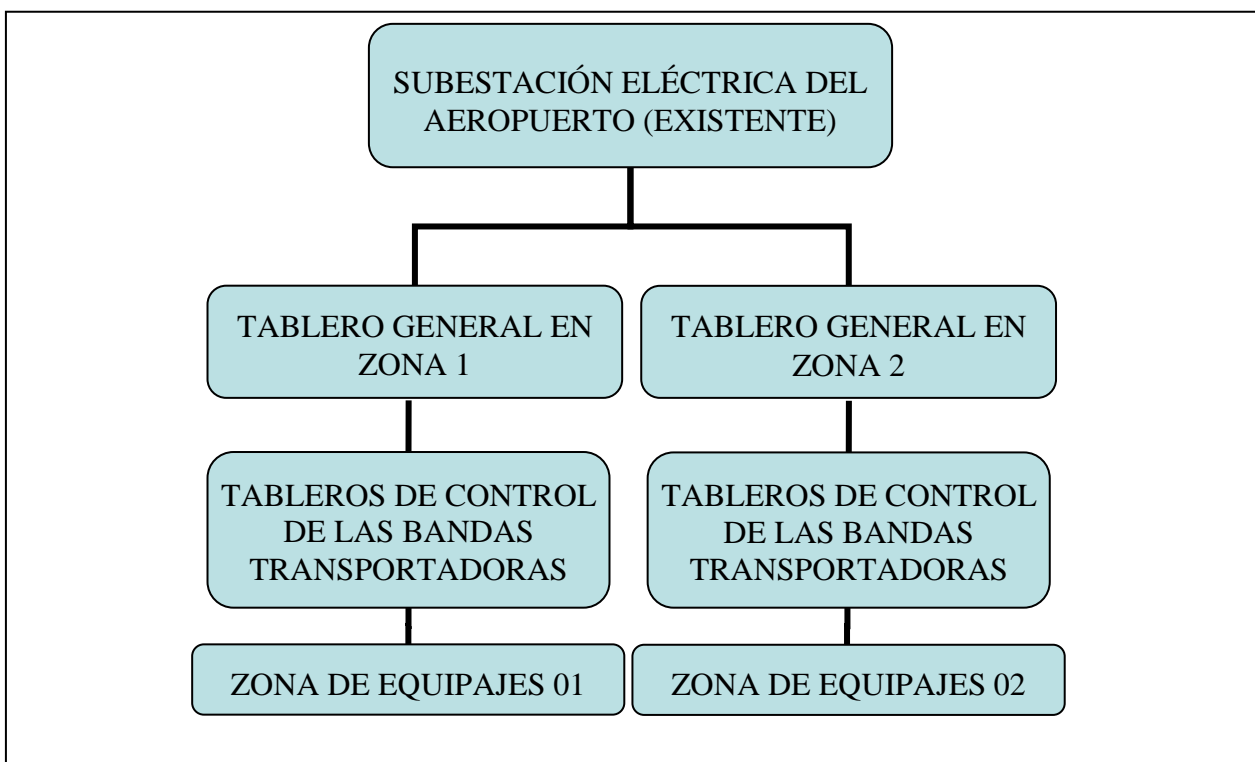 SUBESTACIÓN ELÉCTRICA DEL
AEROPUERTO (EXISTENTE)
TABLERO GENERAL EN
ZONA 1
TABLERO GENERAL EN
ZONA 2
TABLEROS DE CONTROL
DE LAS BANDAS
TRANSPORTADORAS
TABLEROS DE CONTROL
DE LAS BANDAS
TRANSPORTADORAS
ZONA DE EQUIPAJES 01
ZONA DE EQUIPAJES 02